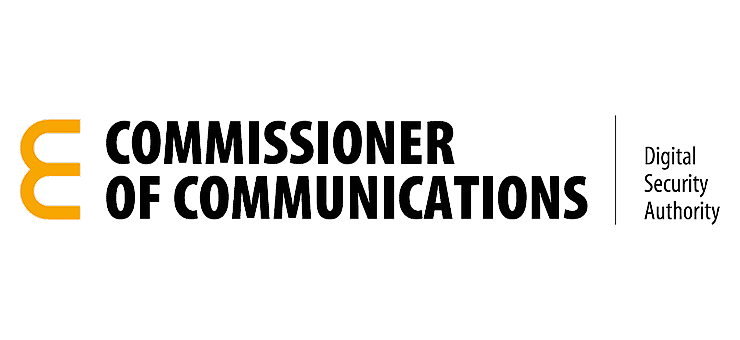 COMMISSIONER
OF COMMUNICATIONS
Digital
Security
Authority